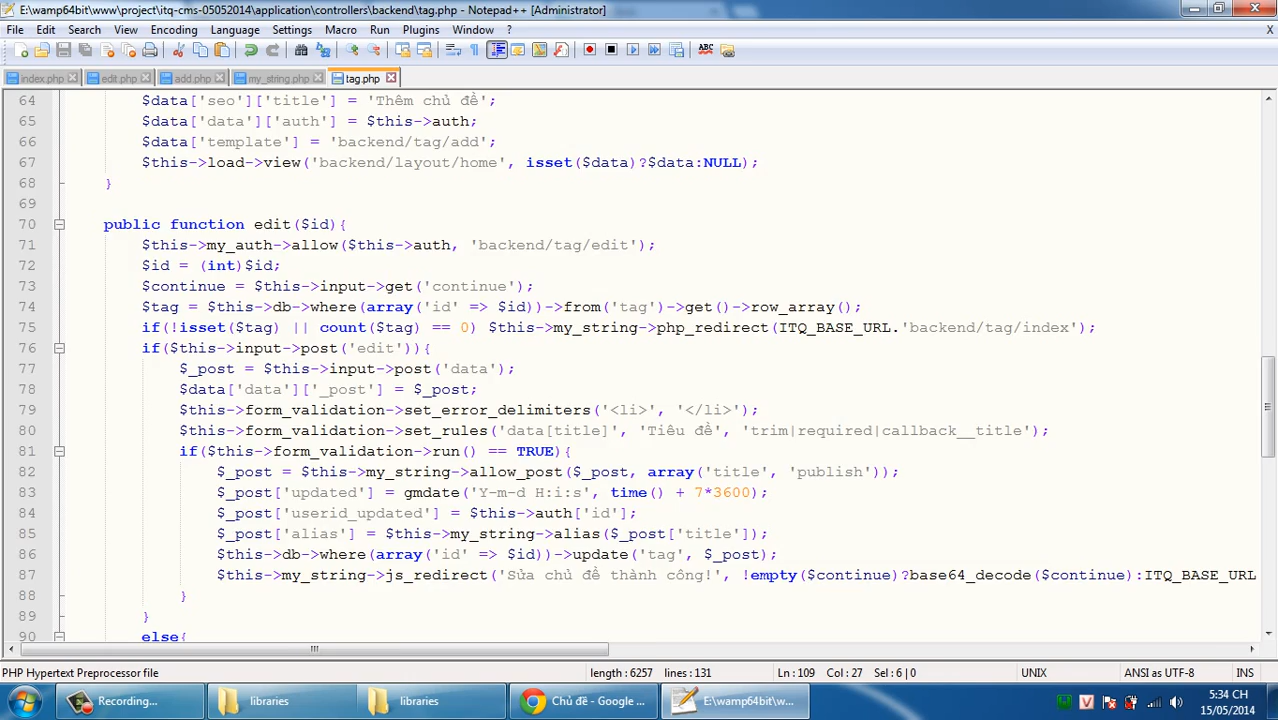 E:\wamp64bit\www\project\itq-cms-05052014\application\controllers\backend\tag.php - Notepad++ [Administrator]
File Edit Search View Encoding Language Settings Macro Run Plugins Window ? X
index.php edit.php add.php my_string.php tag.php
64 $data['seo']['title'] = 'Thêm chủ đề';
65 $data['data']['auth'] = $this->auth;
66 $data['template'] = 'backend/tag/add';
67 $this->load->view('backend/layout/home', isset($data)?$data:NULL);
68 }
69
70 public function edit($id){
71 $this->my_auth->allow($this->auth, 'backend/tag/edit');
72 $id = (int)$id;
73 $continue = $this->input->get('continue');
74 $tag = $this->db->where(array('id' => $id))->from('tag')->get()->row_array();
75 if(!isset($tag) || count($tag) == 0) $this->my_string->php_redirect(ITQ_BASE_URL.'backend/tag/index');
76 if($this->input->post('edit')){
77 $_post = $this->input->post('data');
78 $data['data']['_post'] = $_post;
79 $this->form_validation->set_error_delimiters('<li>', '</li>');
80 $this->form_validation->set_rules('data[title]', 'Tiêu đề', 'trim|required|callback__title');
81 if($this->form_validation->run() == TRUE){
82 $_post = $this->my_string->allow_post($_post, array('title', 'publish'));
83 $_post['updated'] = gmdate('Y-m-d H:i:s', time() + 7*3600);
84 $_post['userid_updated'] = $this->auth['id'];
85 $_post['alias'] = $this->my_string->alias($_post['title']);
86 $this->db->where(array('id' => $id))->update('tag', $_post);
87 $this->my_string->js_redirect('Sửa chủ đề thành công!', !empty($continue)?base64_decode($continue):ITQ_BASE_URL
88 }
89 }
90 else{
PHP Hypertext Preprocessor file length : 6257 lines : 131 Ln : 109 Col : 27 Sel : 6 | 0 UNIX ANSI as UTF-8 INS
Recording... libraries libraries Chủ đề - Google ... E:\wamp64bit\w... 5:34 CH
15/05/2014